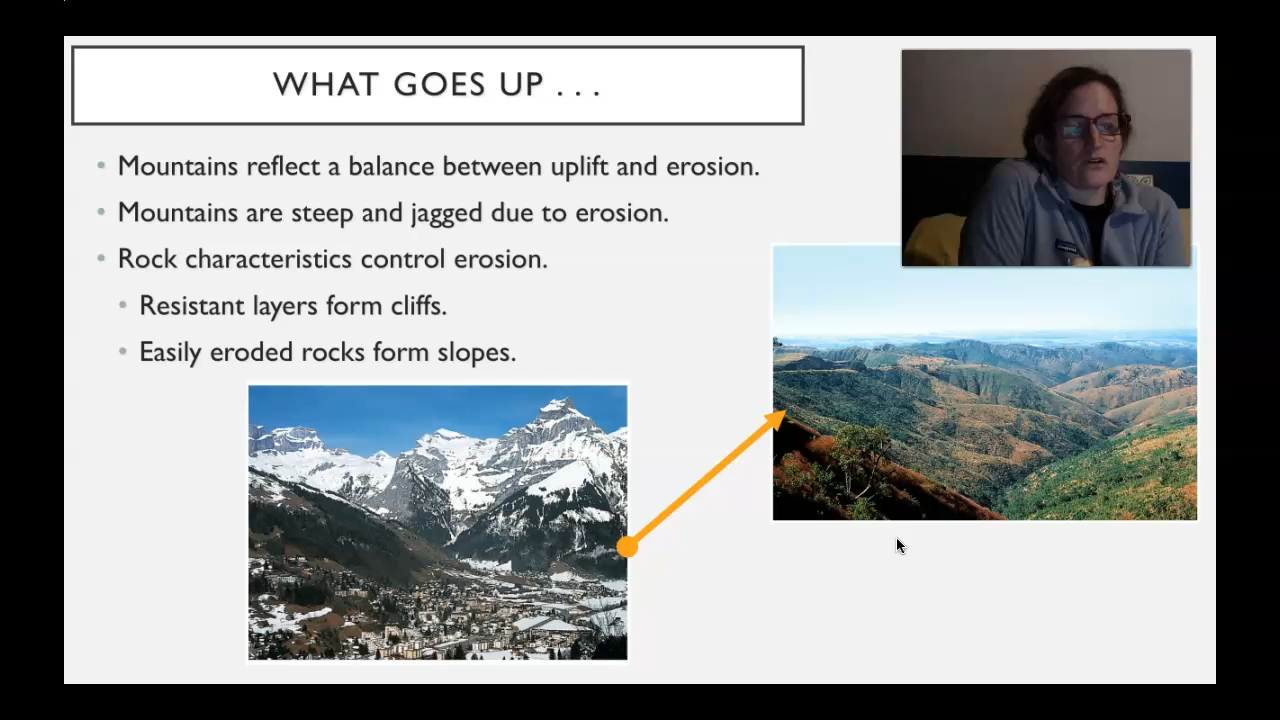 WHAT GOES UP . . .
• Mountains reflect a balance between uplift and erosion.
• Mountains are steep and jagged due to erosion.
• Rock characteristics control erosion.
• Resistant layers form cliffs.
• Easily eroded rocks form slopes.